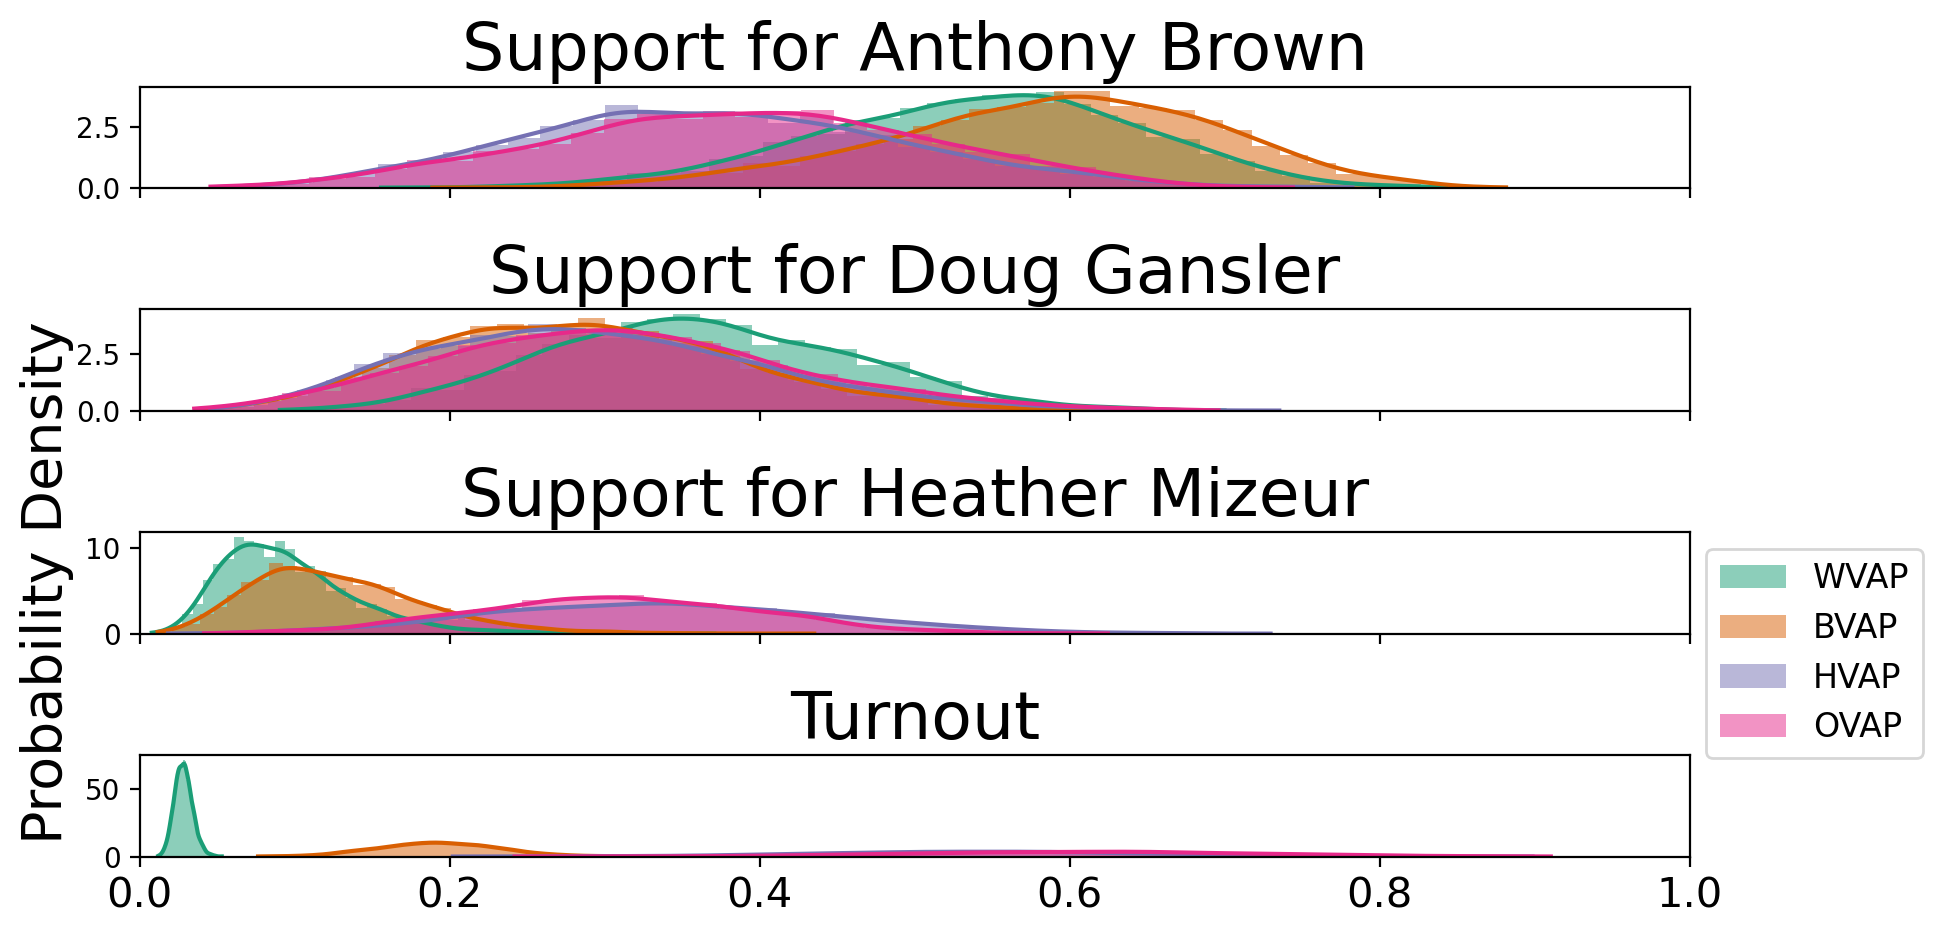 Support for Anthony Brown
2.5
0.0
Support for Doug Gansler
2.5
0.0
Support for Heather Mizeur
10
0
Turnout
50
0
0.0 0.2 0.4 0.6 0.8 1.0
Probability Density
WVAP
BVAP
HVAP
OVAP